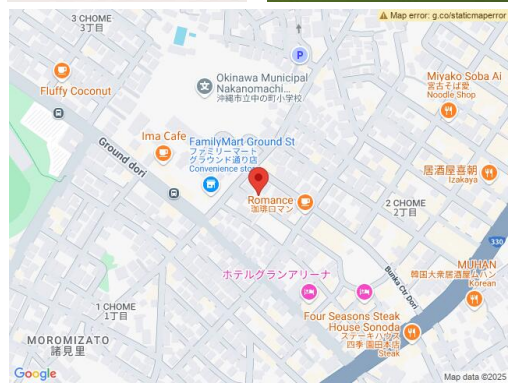 Map error: g.co/staticmaperror
3 CHOME
3丁目
P
Fluffy Coconut
Okinawa Municipal
Nakanomachi...
沖縄市立中の町小学校
Miyako Soba Ai
宮古そば愛
Noodle Shop
Ground dori
Ima Cafe
FamilyMart Ground St
ファミリーマート
グラウンド通り店
Convenience sto
居酒屋喜朝
Izakaya
Romance
珈琲ロマン
2 CHOME
2丁目
330
MUHAN
韓国大衆居酒屋ムハン
Korean
ホテルグランアリーナ
Bunka Ctr Dori
1 CHOME
1丁目
Four Seasons Steak
House Sonoda
ステーキハウス
四季 園田本店
Steak
MOROMIZATO
諸見里
Google
Map data ©2025